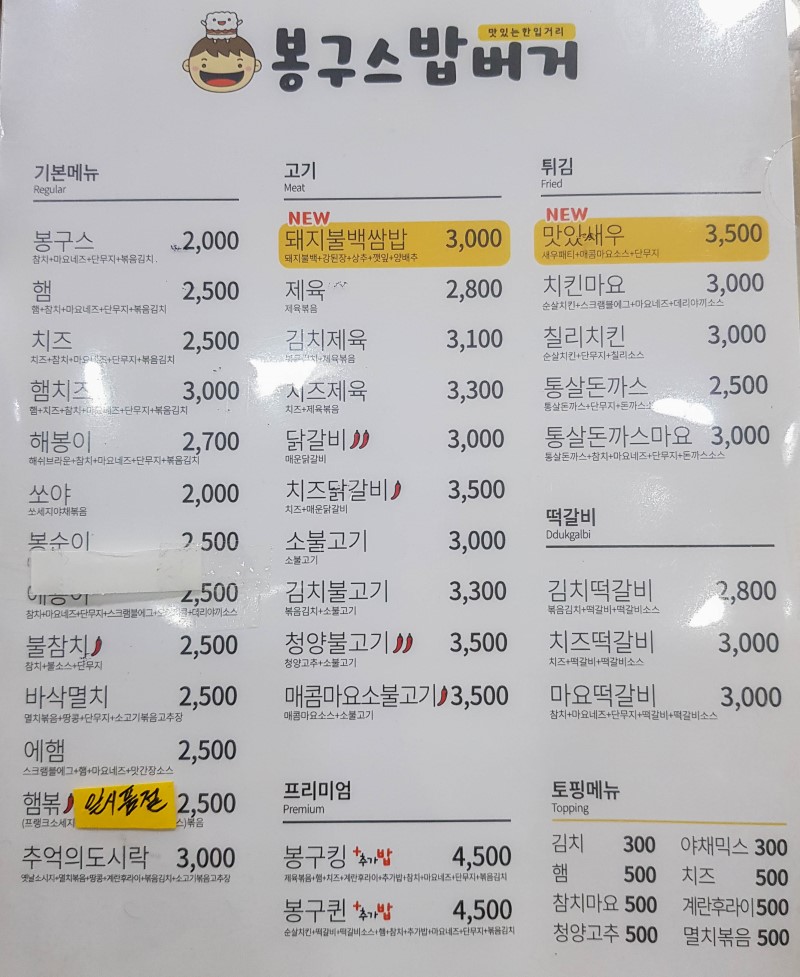 맛있는한입거리
봉구스밥버거
기본메뉴
Regular
봉구스 2,000
참치+마요네즈+단무지+볶음김치
햄 2,500
햄+참치+마요네즈+단무지+볶음김치
치즈 2,500
치즈+참치+마요네즈+단무지+볶음김치
햄치즈 3,000
햄+치즈+참치+마요네즈+단무지+볶음김치
해봉이 2,700
해쉬브라운+참치+마요네즈+단무지+볶음김치
쏘야 2,000
쏘세지야채볶음
봉순이 2,500
2,500
참치+마요네즈+단무지+스크램블에그+데리야끼소스
불참치 2,500
참치+불소스+단무지
바삭멸치 2,500
멸치볶음+땅콩+단무지+소고기볶음고추장
에햄 2,500
스크램블에그+햄+마요네즈+맛간장소스
햄볶 일시품절 2,500
(프랭크소세지 스)볶음
추억의도시락 3,000
옛날소시지+멸치볶음+땅콩+계란후라이+볶음김치+소고기볶음고추장
고기
Meat
NEW
돼지불백쌈밥 3,000
돼지불백+강된장+상추+깻잎+양배추
제육 2,800
제육볶음
김치제육 3,100
볶음김치+제육볶음
치즈제육 3,300
치즈+제육볶음
닭갈비 3,000
매운닭갈비
치즈닭갈비 3,500
치즈+매운닭갈비
소불고기 3,000
소불고기
김치불고기 3,300
볶음김치+소불고기
청양불고기 3,500
청양고추+소불고기
매콤마요소불고기 3,500
매콤마요소스+소불고기
프리미엄
Premium
봉구킹 +추가밥 4,500
제육볶음+햄+치즈+계란후라이+추가밥+참치+마요네즈+단무지+볶음김치
봉구퀸 +추가밥 4,500
순살치킨+떡갈비+떡갈비소스+햄+참치+추가밥+마요네즈+단무지+볶음김치
튀김
Fried
NEW
맛있새우 3,500
새우패티+매콤마요소스+단무지
치킨마요 3,000
순살치킨+스크램블에그+마요네즈+데리야끼소스
칠리치킨 3,000
순살치킨+단무지+칠리소스
통살돈까스 2,500
통살돈까스+단무지+돈까스소스
통살돈까스마요 3,000
통살돈까스+참치+마요네즈+단무지+돈까스소스
떡갈비
Ddukgalbi
김치떡갈비 2,800
볶음김치+떡갈비+떡갈비소스
치즈떡갈비 3,000
치즈+떡갈비+떡갈비소스
마요떡갈비 3,000
참치+마요네즈+단무지+떡갈비+떡갈비소스
토핑메뉴
Topping
김치 300 야채믹스 300
햄 500 치즈 500
참치마요 500 계란후라이 500
청양고추 500 멸치볶음 500